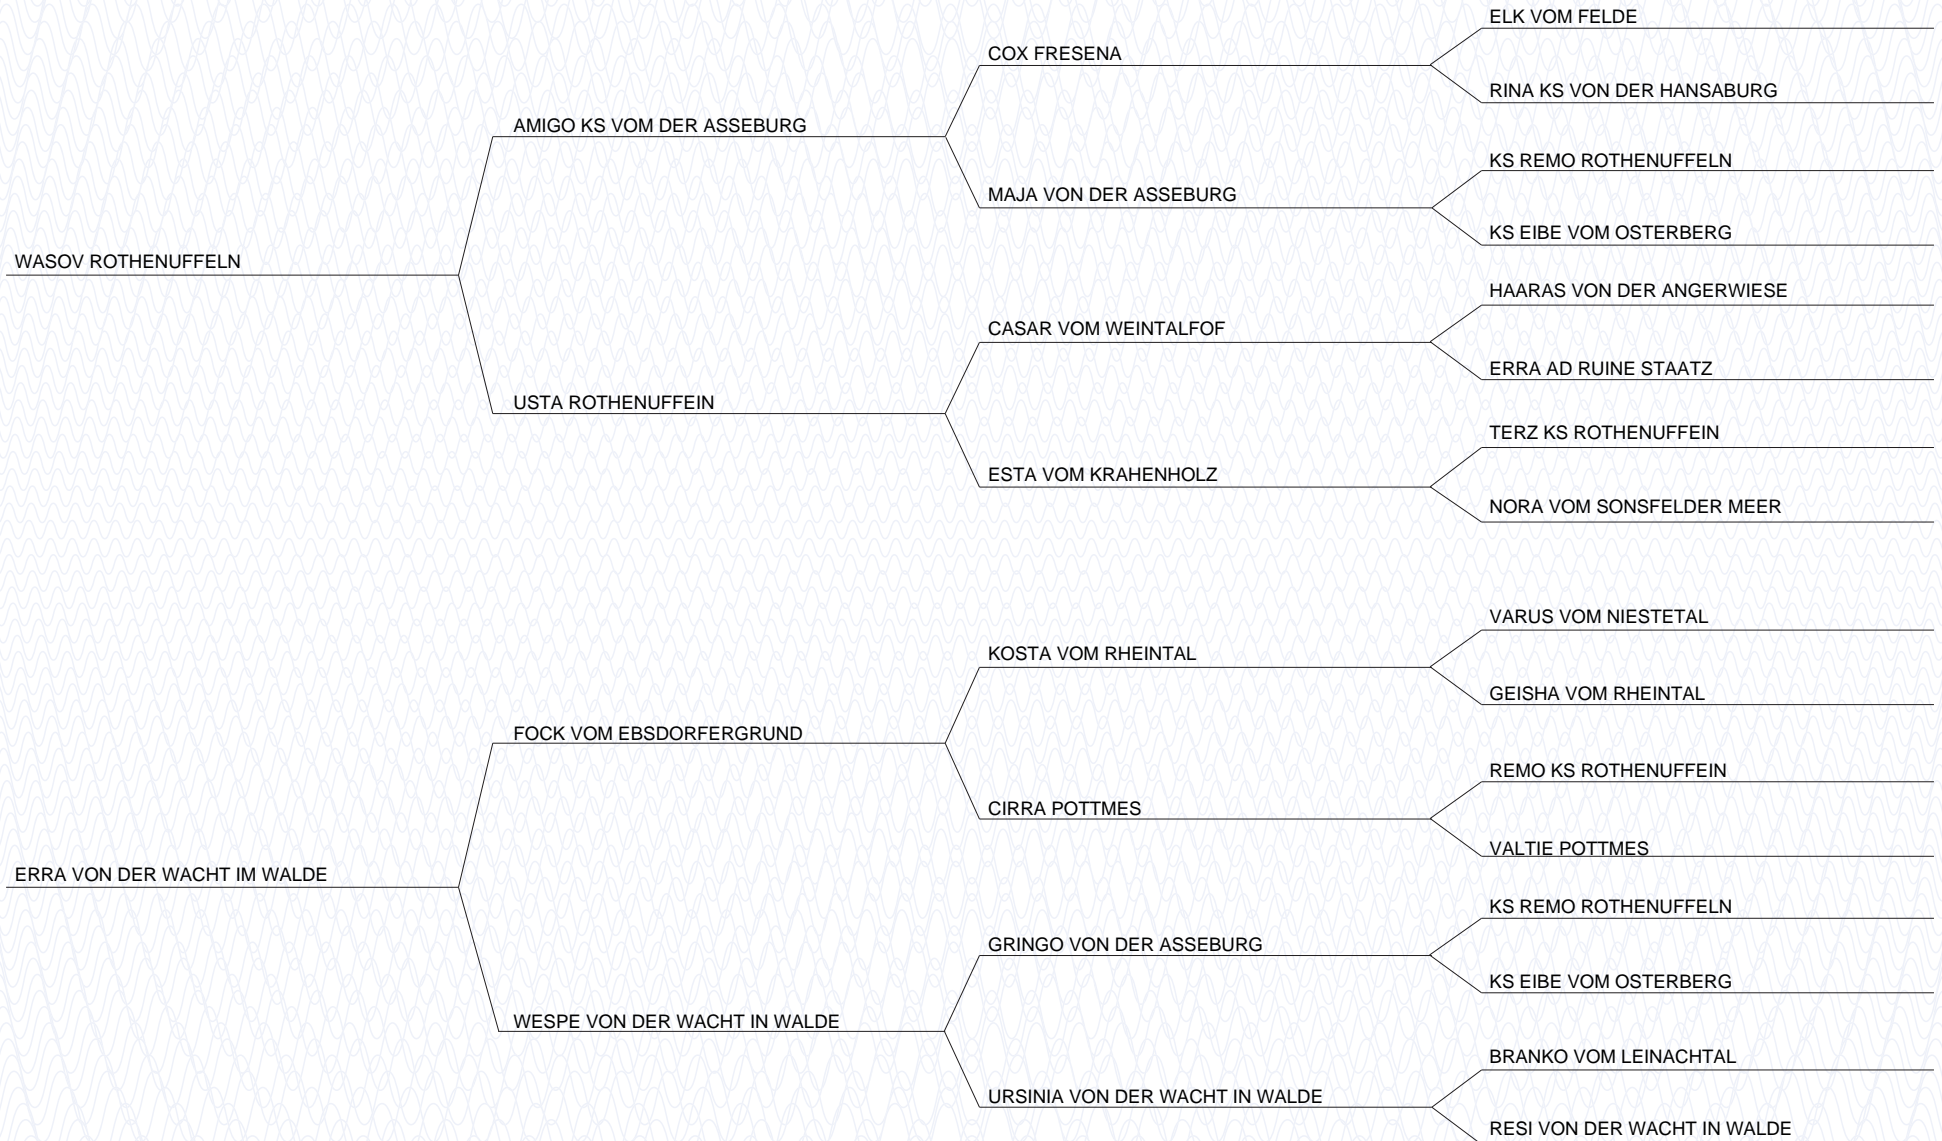 ELK VOM FELDE
COX FRESENA
RINA KS VON DER HANSABURG
AMIGO KS VOM DER ASSEBURG
KS REMO ROTHENUFFELN
MAJA VON DER ASSEBURG
KS EIBE VOM OSTERBERG
WASOV ROTHENUFFELN
HAARAS VON DER ANGERWIESE
CASAR VOM WEINTALFOF
ERRA AD RUINE STAATZ
USTA ROTHENUFFEIN
TERZ KS ROTHENUFFEIN
ESTA VOM KRAHENHOLZ
NORA VOM SONSFELDER MEER
VARUS VOM NIESTETAL
KOSTA VOM RHEINTAL
GEISHA VOM RHEINTAL
FOCK VOM EBSDORFERGRUND
REMO KS ROTHENUFFEIN
CIRRA POTTMES
VALTIE POTTMES
ERRA VON DER WACHT IM WALDE
KS REMO ROTHENUFFELN
GRINGO VON DER ASSEBURG
KS EIBE VOM OSTERBERG
WESPE VON DER WACHT IN WALDE
BRANKO VOM LEINACHTAL
URSINIA VON DER WACHT IN WALDE
RESI VON DER WACHT IN WALDE